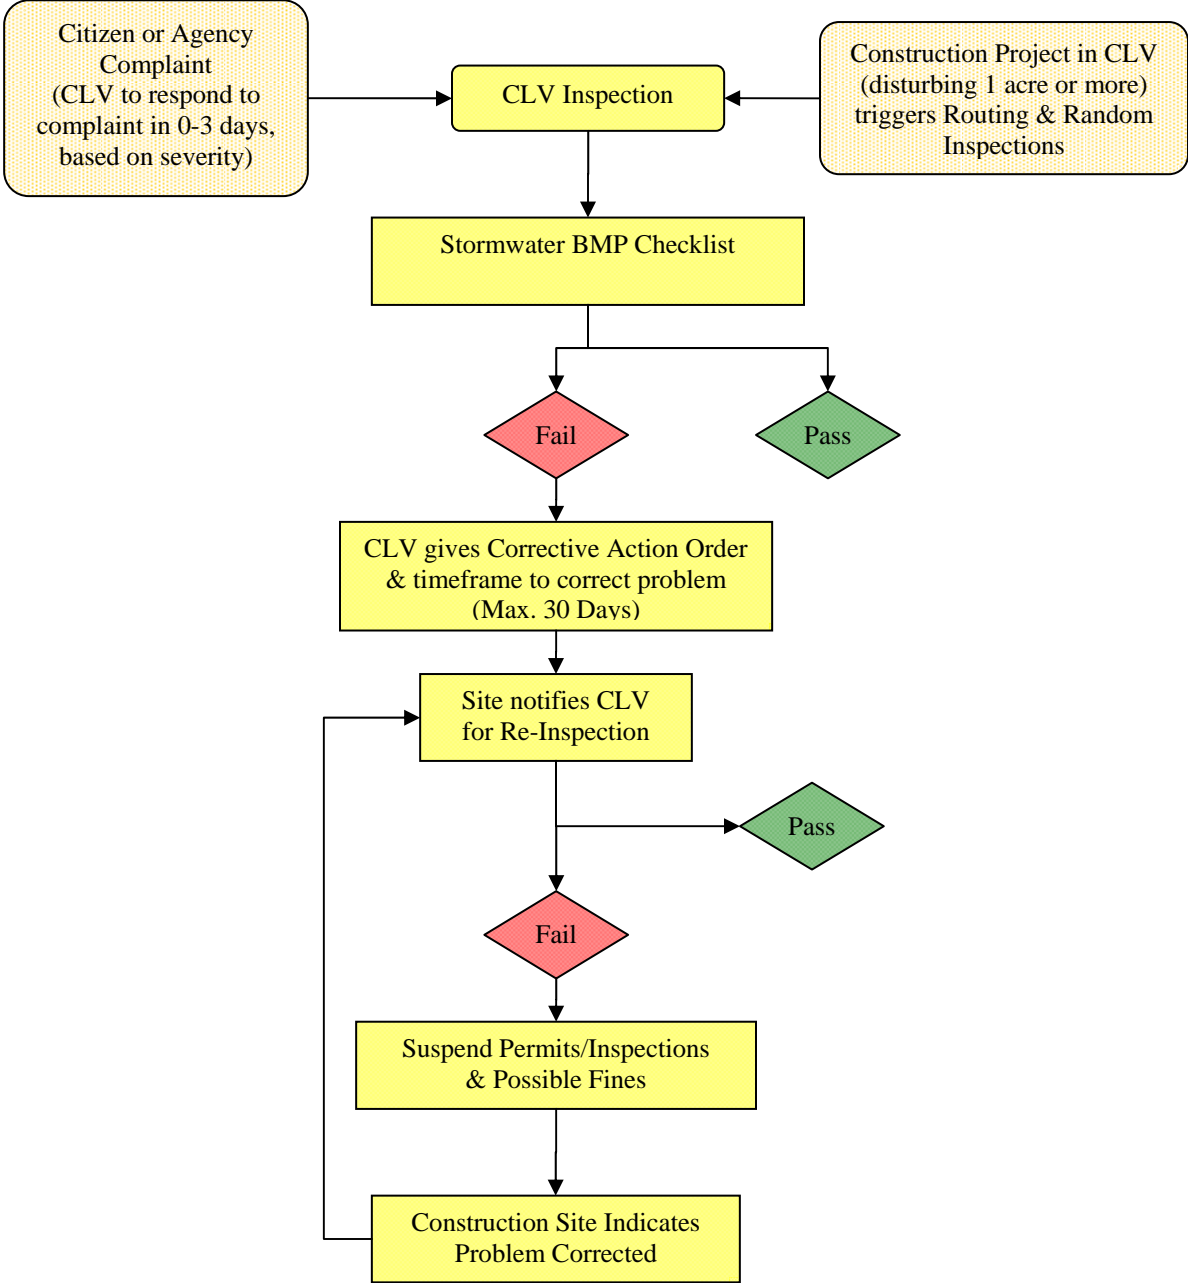 Citizen or Agency
Complaint
(CLV to respond to
complaint in 0-3 days,
based on severity)
CLV Inspection
Construction Project in CLV
(disturbing 1 acre or more)
triggers Routing & Random
Inspections
Stormwater BMP Checklist
Fail
Pass
CLV gives Corrective Action Order
& timeframe to correct problem
(Max. 30 Days)
Site notifies CLV
for Re-Inspection
Pass
Fail
Suspend Permits/Inspections
& Possible Fines
Construction Site Indicates
Problem Corrected